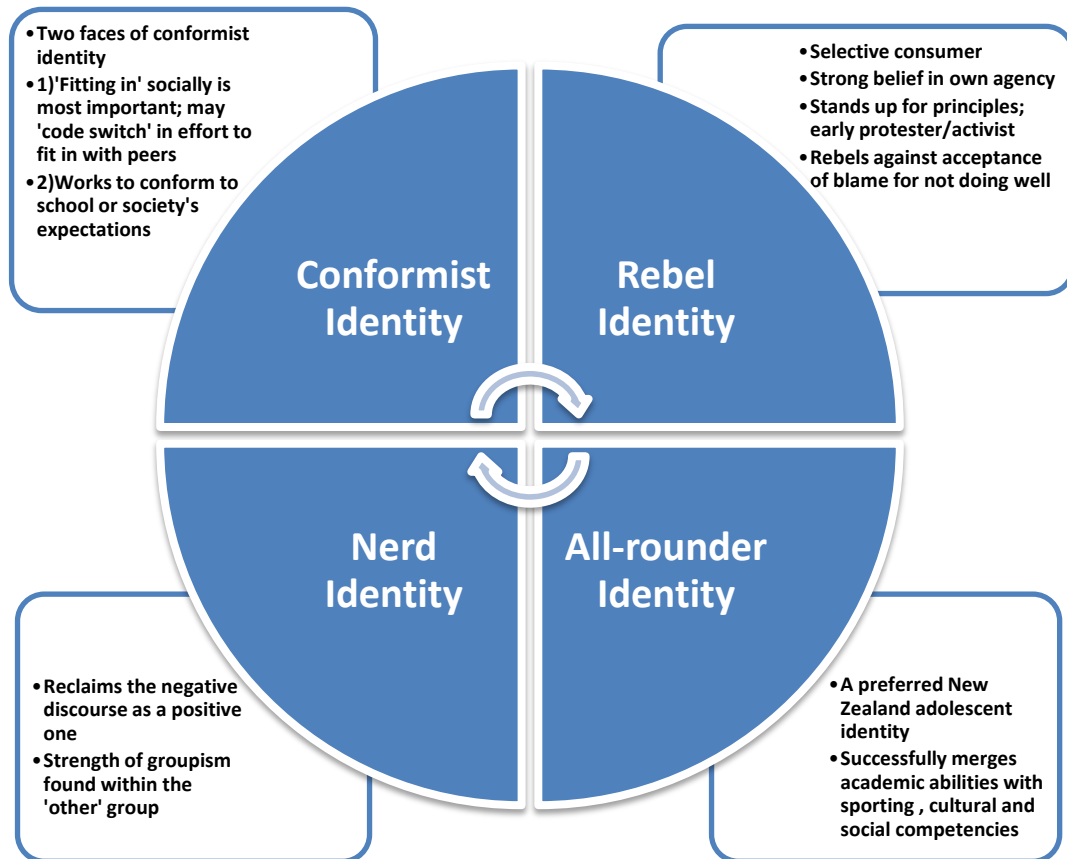 •Two faces of conformist
identity
•1)'Fitting in' socially is
most important; may
'code switch' in effort to
fit in with peers
•2)Works to conform to
school or society's
expectations
•Selective consumer
•Strong belief in own agency
•Stands up for principles;
early protester/activist
•Rebels against acceptance
of blame for not doing well
Conformist
Identity
Rebel
Identity
Nerd
Identity
All-rounder
Identity
•Reclaims the negative
discourse as a positive
one
•Strength of groupism
found within the
'other' group
•A preferred New
Zealand adolescent
identity
•Successfully merges
academic abilities with
sporting , cultural and
social competencies